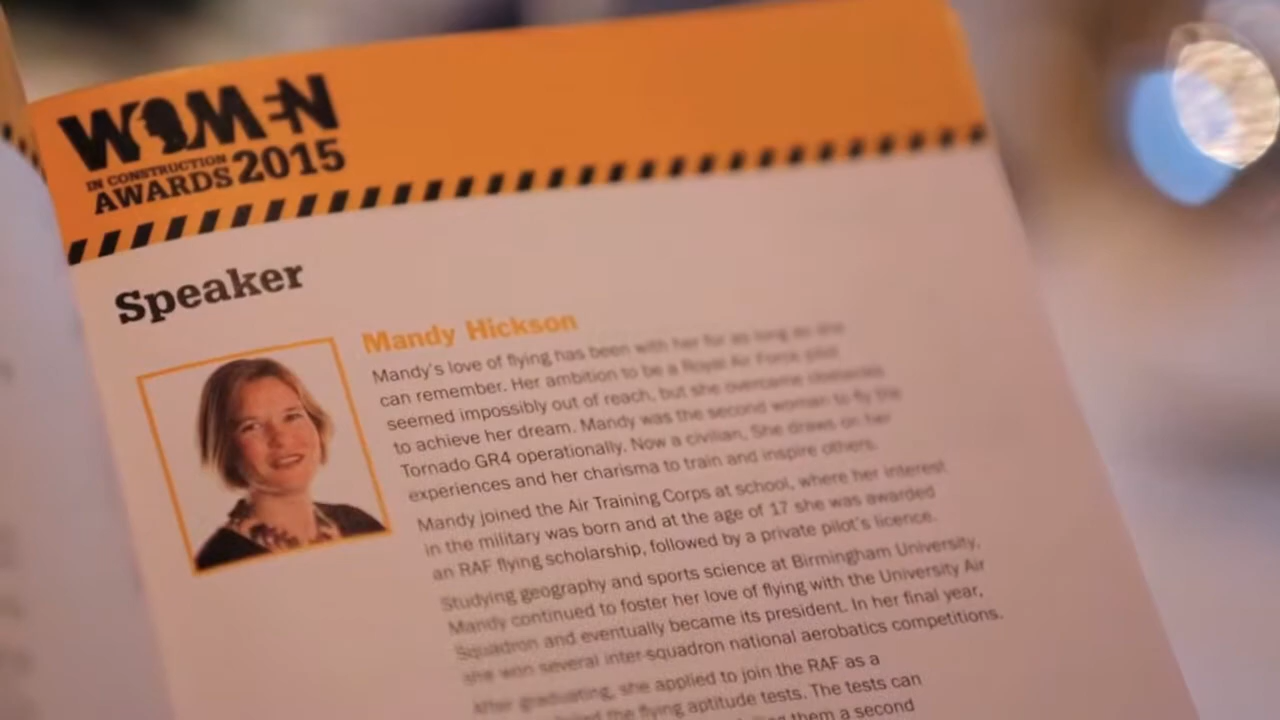 WOMEN
IN CONSTRUCTION
AWARDS 2015
Speaker
Mandy Hickson
Mandy's love of flying has been with her for as long as she
can remember. Her ambition to be a Royal Air Force pilot
seemed impossibly out of reach, but she overcame obstacles
to achieve her dream. Mandy was the second woman to fly the
Tornado GR4 operationally. Now a civilian, She draws on her
experiences and her charisma to train and inspire others.
Mandy joined the Air Training Corps at school, where her interest
in the military was born and at the age of 17 she was awarded
an RAF flying scholarship, followed by a private pilot's licence.
Studying geography and sports science at Birmingham University,
Mandy continued to foster her love of flying with the University Air
Squadron and eventually became its president. In her final year,
she won several inter-squadron national aerobatics competitions.
After graduating, she applied to join the RAF as a
the flying aptitude tests. The tests can
them a second